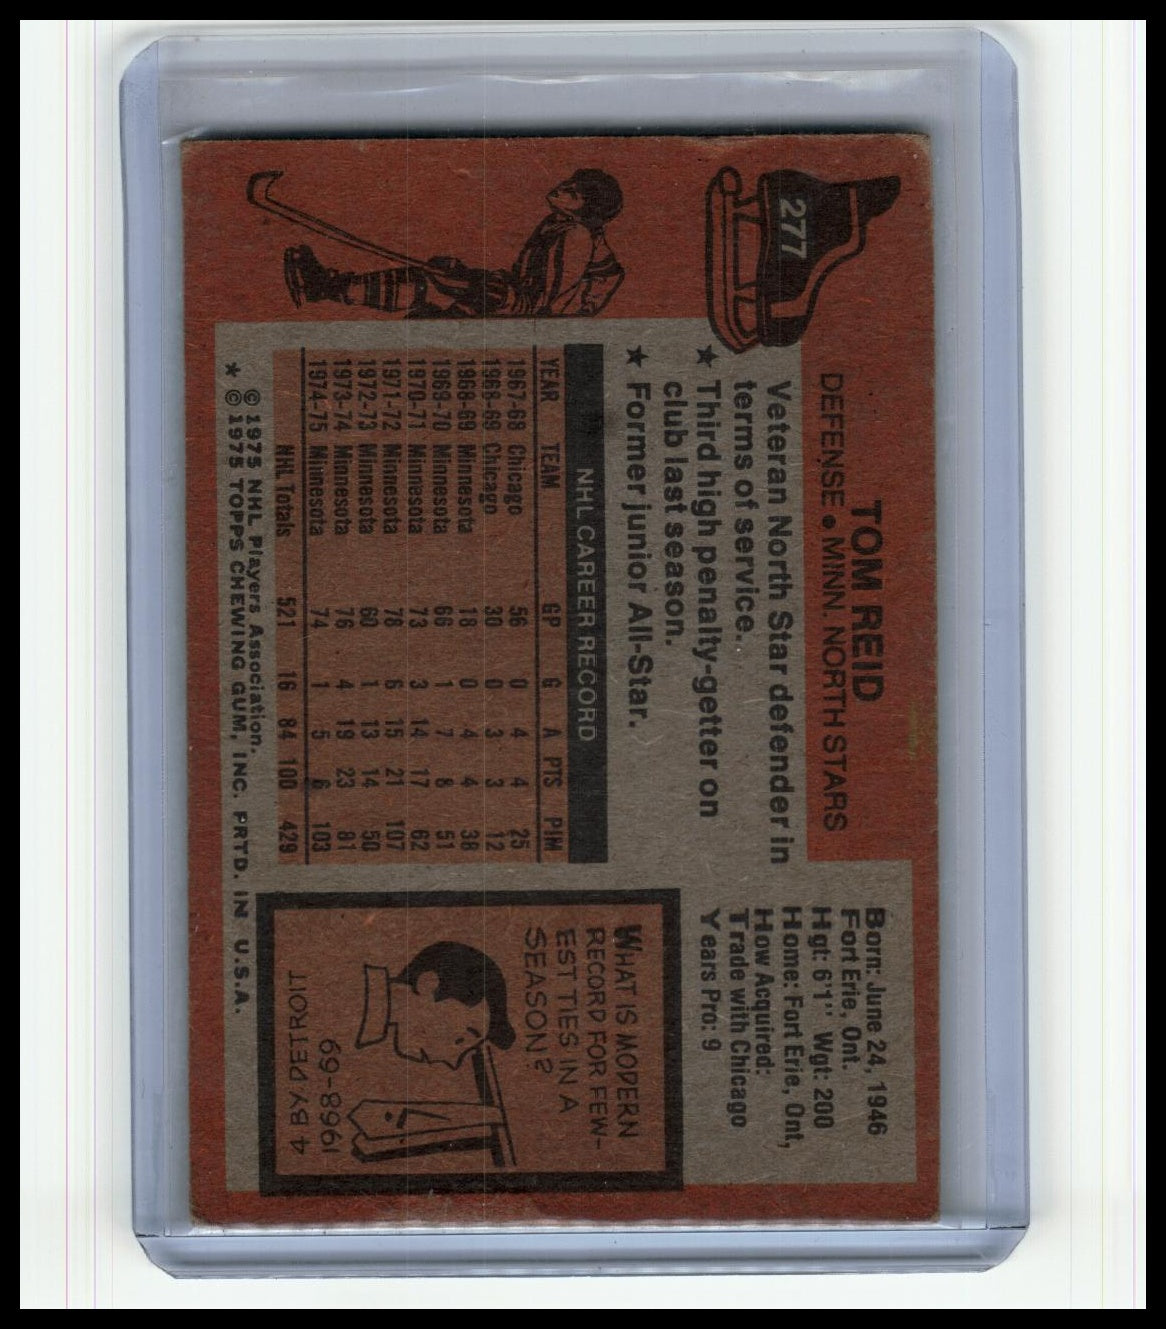 277
TOM REID
DEFENSE • MINN. NORTH STARS
Veteran North Star defender in
terms of service.
★ Third high penalty-getter on
club last season.
★ Former junior All-Star.
Born: June 24, 1946
Fort Erie, Ont.
Hgt: 6'1" Wgt: 200
Home: Fort Erie, Ont,
How Acquired:
Trade with Chicago
Years Pro: 9
NHL CAREER RECORD
YEAR TEAM GP G A PTS PIM
1967-68 Chicago 56 0 4 4 25
1968-69 Chicago 30 0 3 3 12
1968-69 Minnesota 18 0 4 4 38
1969-70 Minnesota 66 1 7 8 51
1970-71 Minnesota 73 3 14 17 62
1971-72 Minnesota 78 6 15 21 107
1972-73 Minnesota 60 1 13 14 50
1973-74 Minnesota 76 4 19 23 81
1974-75 Minnesota 74 1 5 6 103
NHL Totals 521 16 84 100 429
WHAT IS MODERN
RECORD FOR FEW-
EST TIES IN A
SEASON?
4 BY DETROIT
1968-69
© 1975 NHL Players Association.
★ © 1975 TOPPS CHEWING GUM, INC. PRTD. IN U.S.A.